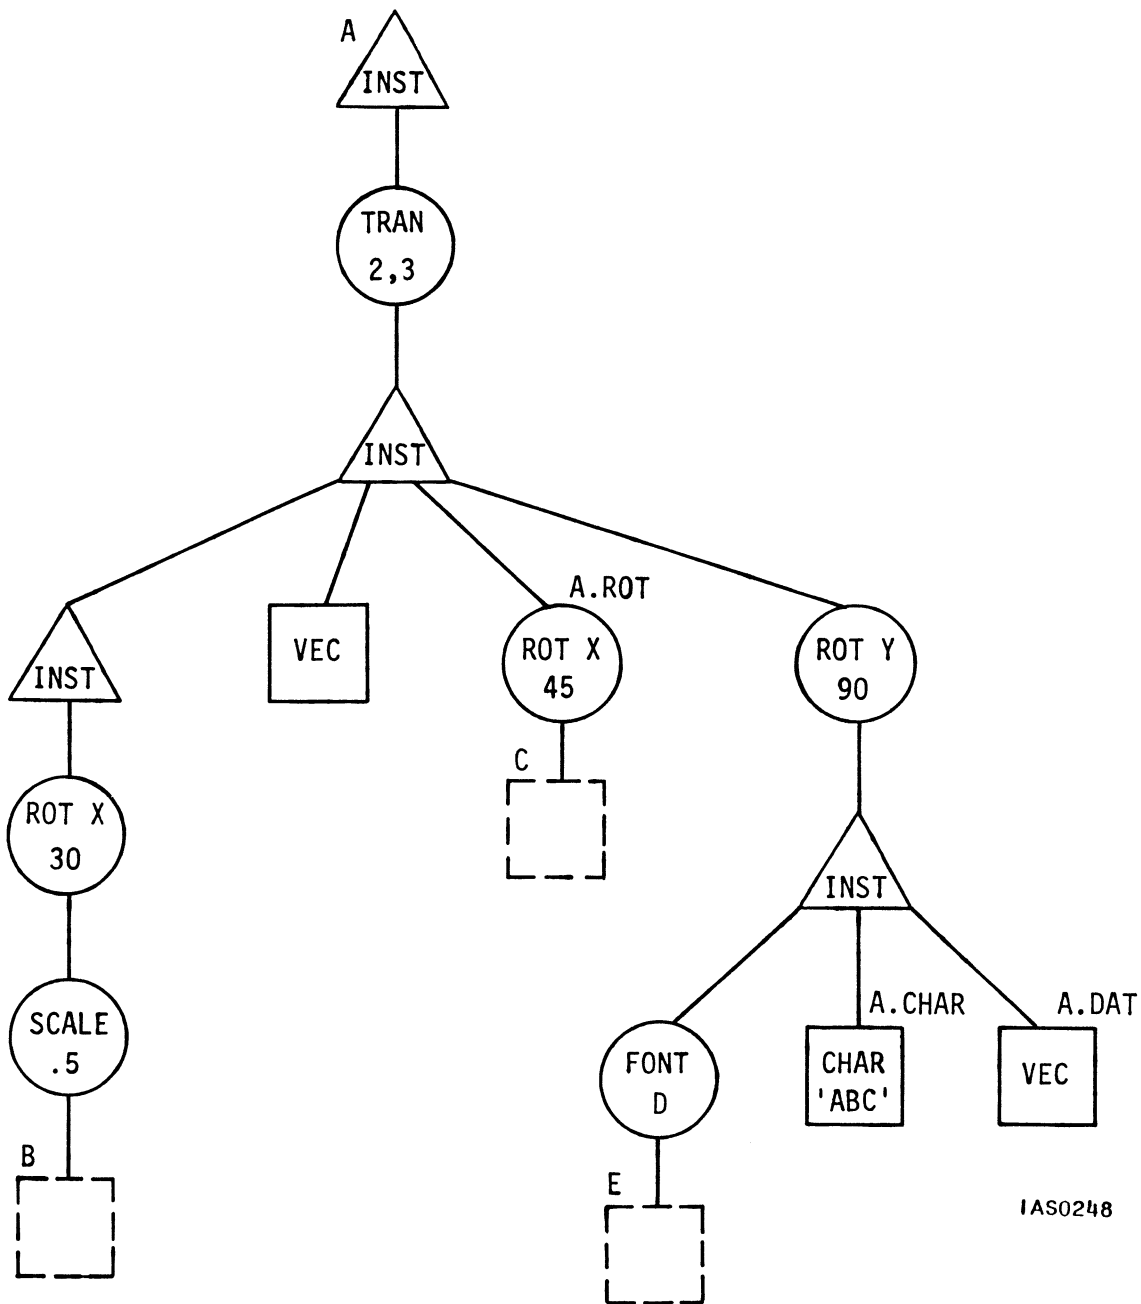 A
INST
TRAN
2,3
INST
A.ROT
INST
VEC
ROT X
45
ROT Y
90
C
ROT X
30
INST
SCALE
.5
A.CHAR
A.DAT
FONT
D
CHAR
'ABC'
VEC
B
E
IAS0248